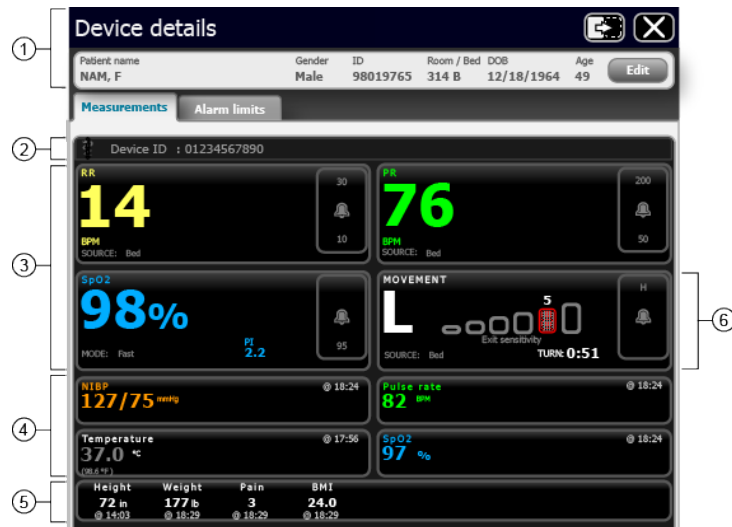 Device details
Patient name Gender ID Room / Bed DOB Age
NAM, F Male 98019765 314 B 12/18/1964 49 Edit
Measurements Alarm limits
Device ID : 01234567890
RR
14
BPM
SOURCE: Bed
30
10
PR
76
BPM
SOURCE: Bed
200
50
SpO2
98%
MODE: Fast
PI
2.2
95
MOVEMENT
L
5
Exit sensitivity
SOURCE: Bed
TURN: 0:51
H
NIBP @ 18:24
127/75 mmHg
Pulse rate @ 18:24
82 BPM
Temperature @ 17:56
37.0 °C
(98.6 °F)
SpO2 @ 18:24
97 %
Height Weight Pain BMI
72 in 177 lb 3 24.0
@ 14:03 @ 18:29 @ 18:29 @ 18:29
1
2
3
4
5
6